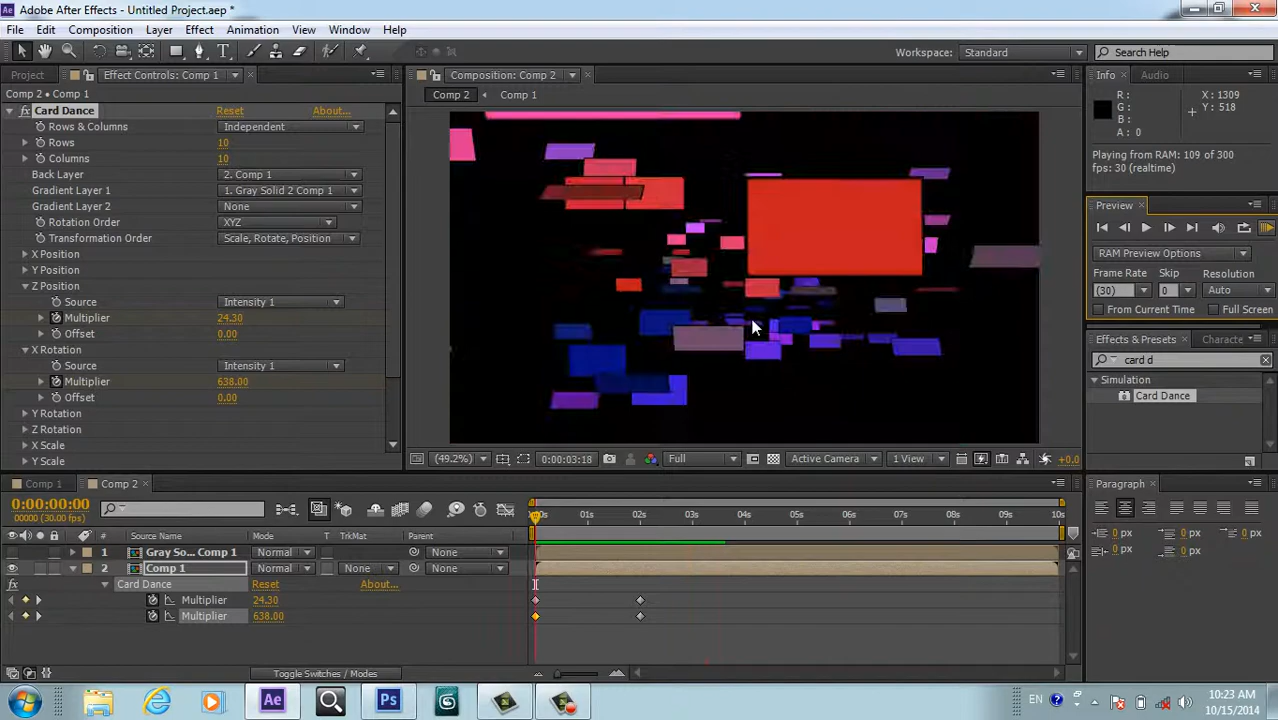 Adobe After Effects - Untitled Project.aep *
File Edit Composition Layer Effect Animation View Window Help
Workspace: Standard Search Help
Project Effect Controls: Comp 1
Comp 2 • Comp 1
Card Dance Reset About...
Rows & Columns Independent
Rows 10
Columns 10
Back Layer 2. Comp 1
Gradient Layer 1 1. Gray Solid 2 Comp 1
Gradient Layer 2 None
Rotation Order XYZ
Transformation Order Scale, Rotate, Position
X Position
Y Position
Z Position
Source Intensity 1
Multiplier 24.30
Offset 0.00
X Rotation
Source Intensity 1
Multiplier 638.00
Offset 0.00
Y Rotation
Z Rotation
X Scale
Y Scale
Composition: Comp 2
Comp 2 Comp 1
(49.2%) 0:00:03:18 Full Active Camera 1 View +0.0
Info Audio
R: X: 1309
G: Y: 518
B:
A: 0
Playing from RAM: 109 of 300
fps: 30 (realtime)
Preview
RAM Preview Options
Frame Rate Skip Resolution
(30) 0 Auto
From Current Time Full Screen
Effects & Presets Characte
card d
Simulation
Card Dance
Comp 1 Comp 2
0:00:00:00
00000 (30.00 fps)
# Source Name Mode T TrkMat Parent
1 Gray So... Comp 1 Normal None
2 Comp 1 Normal None None
Card Dance Reset About...
Multiplier 24.30
Multiplier 638.00
Toggle Switches / Modes
01s 02s 03s 04s 05s 06s 07s 08s 09s 10s
Paragraph
0 px 0 px 0 px
0 px 0 px
Ae Ps
EN
10:23 AM
10/15/2014